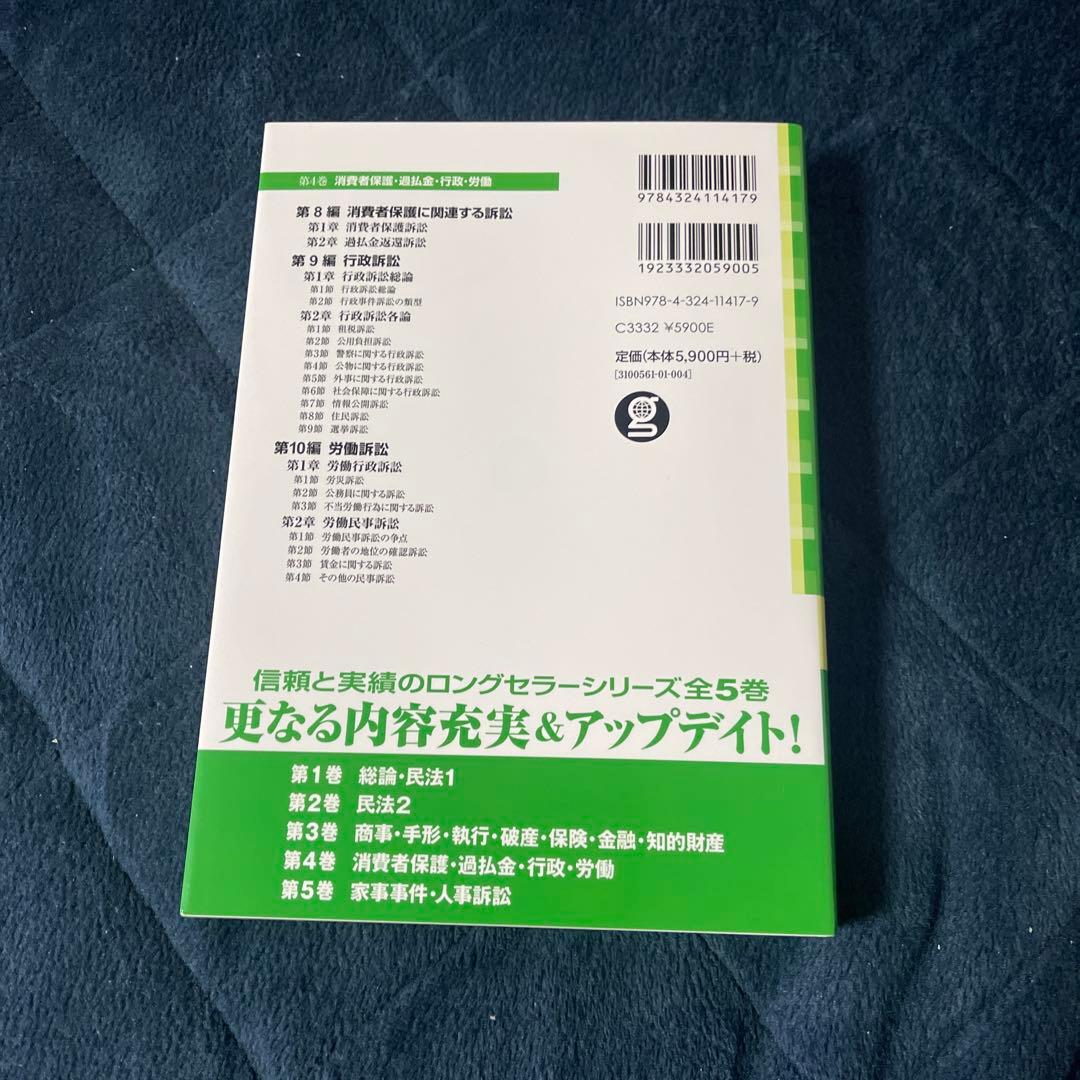 第4巻 消費者保護・過払金・行政・労働
第8編 消費者保護に関連する訴訟
第1章 消費者保護訴訟
第2章 過払金返還訴訟
第9編 行政訴訟
第1章 行政訴訟総論
第1節 行政訴訟総論
第2節 行政事件訴訟の類型
第2章 行政訴訟各論
第1節 租税訴訟
第2節 公用負担訴訟
第3節 警察に関する行政訴訟
第4節 公物に関する行政訴訟
第5節 外事に関する行政訴訟
第6節 社会保障に関する行政訴訟
第7節 情報公開訴訟
第8節 住民訴訟
第9節 選挙訴訟
第10編 労働訴訟
第1章 労働行政訴訟
第1節 労災訴訟
第2節 公務員に関する訴訟
第3節 不当労働行為に関する訴訟
第2章 労働民事訴訟
第1節 労働民事訴訟の争点
第2節 労働者の地位の確認訴訟
第3節 賃金に関する訴訟
第4節 その他の民事訴訟
9784324114179
1923332059005
ISBN978-4-324-11417-9
C3332 ¥5900E
定価(本体5,900円+税)
[3100561-01-004]
g
信頼と実績のロングセラーシリーズ全5巻
更なる内容充実&アップデイト!
第1巻 総論・民法1
第2巻 民法2
第3巻 商事・手形・執行・破産・保険・金融・知的財産
第4巻 消費者保護・過払金・行政・労働
第5巻 家事事件・人事訴訟